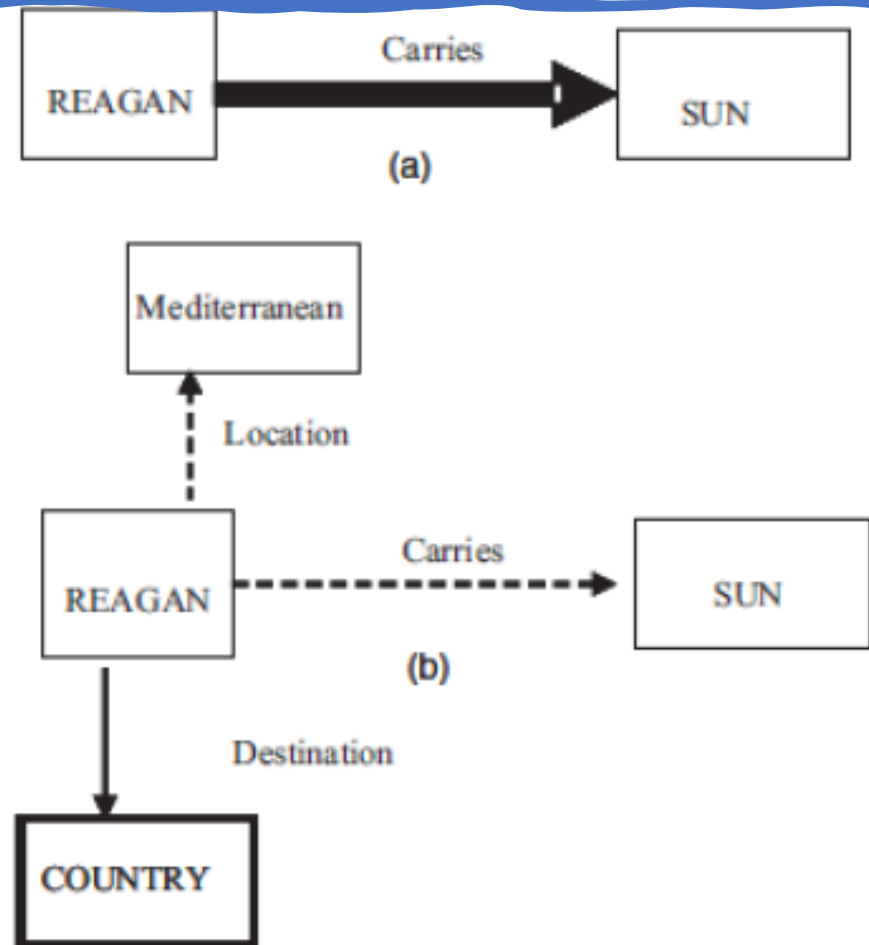 Carries
REAGAN
SUN
(a)
Mediterranean
Location
Carries
REAGAN
SUN
(b)
Destination
COUNTRY